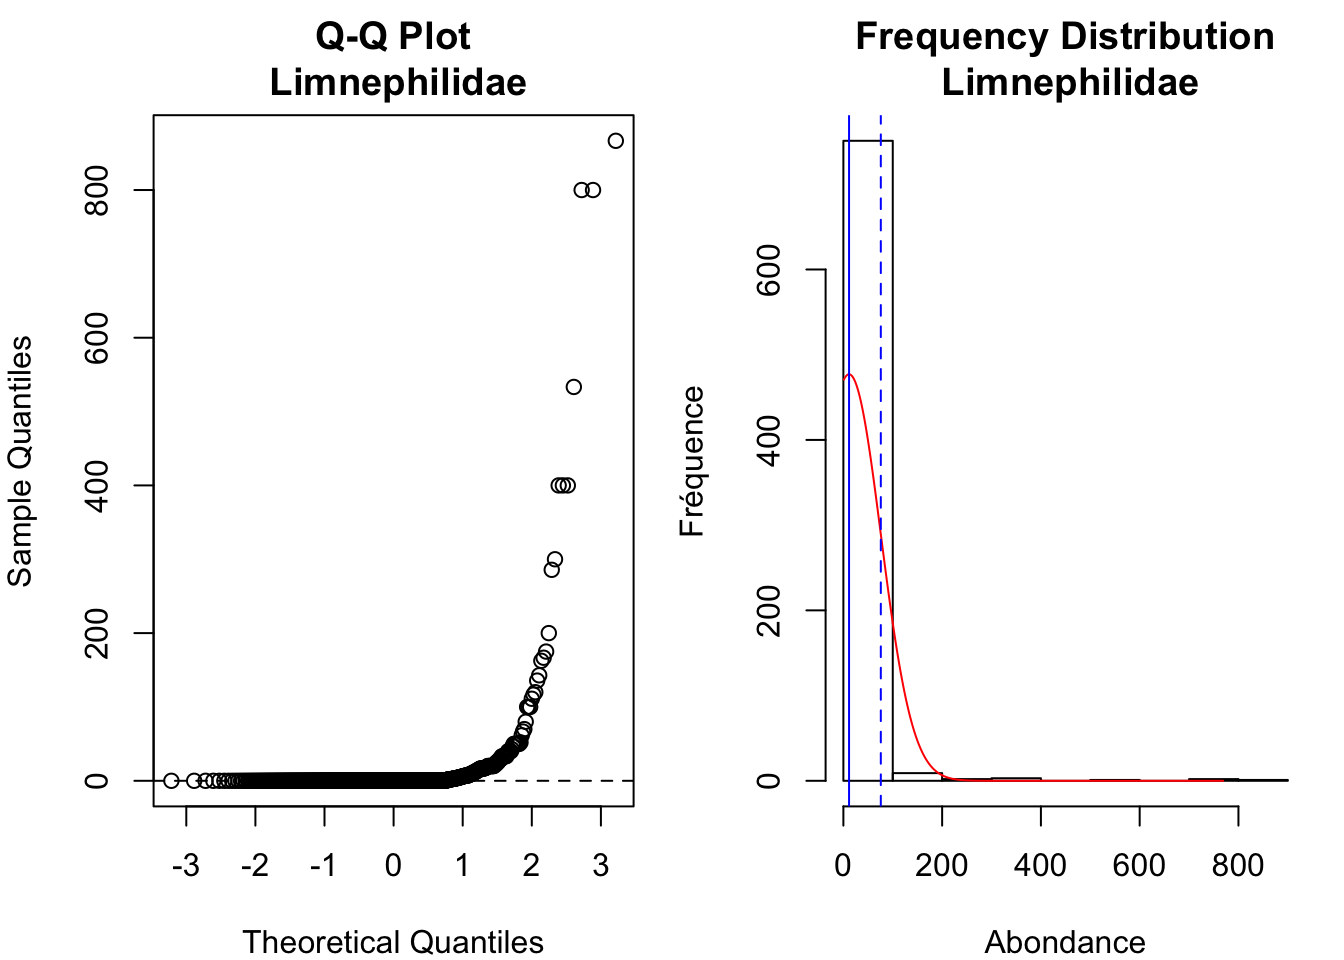 Q-Q Plot
Limnephilidae
Sample Quantiles
800
600
400
200
0
-3 -2 -1 0 1 2 3
Theoretical Quantiles
Frequency Distribution
Limnephilidae
Fréquence
600
400
200
0
0 200 400 600 800
Abondance